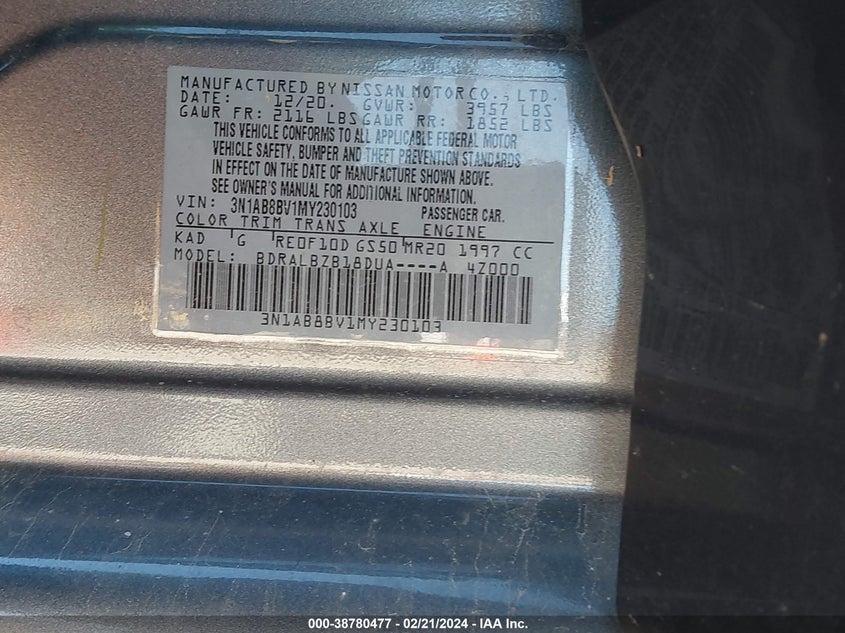 MANUFACTURED BY NISSAN MOTOR CO., LTD.
DATE: 12/20. GVWR: 3957 LBS
GAWR FR: 2116 LBS GAWR RR: 1852 LBS
THIS VEHICLE CONFORMS TO ALL APPLICABLE FEDERAL MOTOR
VEHICLE SAFETY, BUMPER AND THEFT PREVENTION STANDARDS
IN EFFECT ON THE DATE OF MANUFACTURE SHOWN ABOVE.
SEE OWNER'S MANUAL FOR ADDITIONAL INFORMATION.
VIN: 3N1AB8BV1MY230103 PASSENGER CAR.
COLOR TRIM TRANS AXLE ENGINE
KAD G RE0F10D GS50 MR20 1997 CC
MODEL: BDRALBZB18DUA----A 4Z000
3N1AB8BV1MY230103
000-38780477 - 02/21/2024 - IAA Inc.